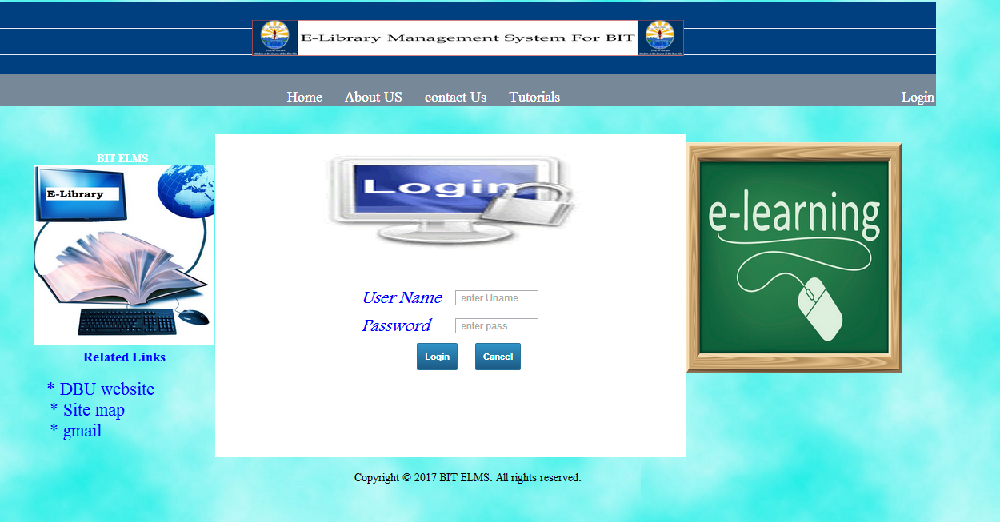 E-Library Management System For BIT
Home About US contact Us Tutorials Login
BIT ELMS
E-Library
Login
e-learning
User Name ..enter Uname..
Password ..enter pass..
Login Cancel
Related Links
* DBU website
* Site map
* gmail
Copyright © 2017 BIT ELMS. All rights reserved.